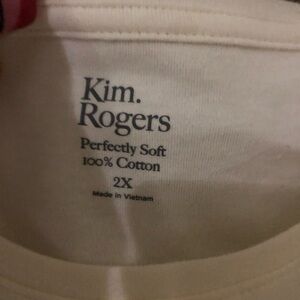 Kim.
Rogers
Perfectly Soft
100% Cotton
2X
Made in Vietnam